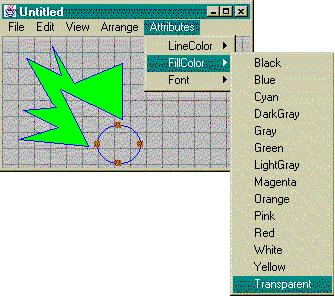 Untitled
File Edit View Arrange Attributes
LineColor
FillColor
Font
Black
Blue
Cyan
DarkGray
Gray
Green
LightGray
Magenta
Orange
Pink
Red
White
Yellow
Transparent